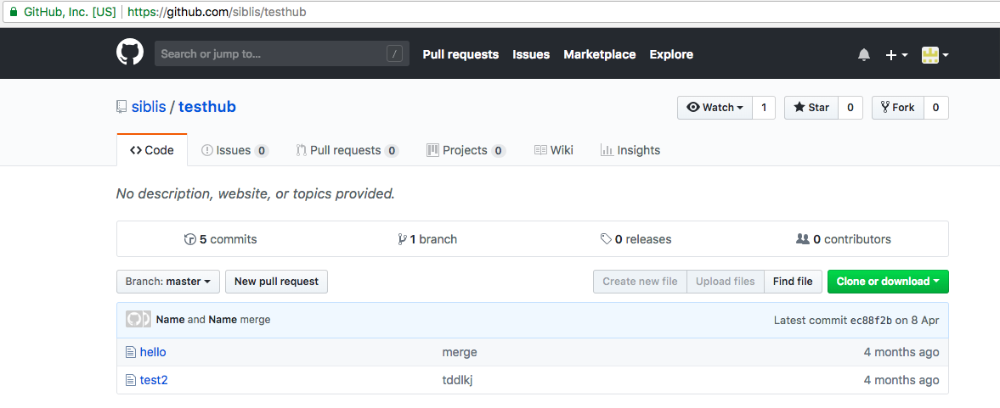 GitHub, Inc. [US] https://github.com/siblis/testhub
Search or jump to... / Pull requests Issues Marketplace Explore
siblis / testhub Watch 1 Star 0 Fork 0
Code Issues 0 Pull requests 0 Projects 0 Wiki Insights
No description, website, or topics provided.
5 commits 1 branch 0 releases 0 contributors
Branch: master New pull request Create new file Upload files Find file Clone or download
Name and Name merge Latest commit ec88f2b on 8 Apr
hello merge 4 months ago
test2 tddlkj 4 months ago